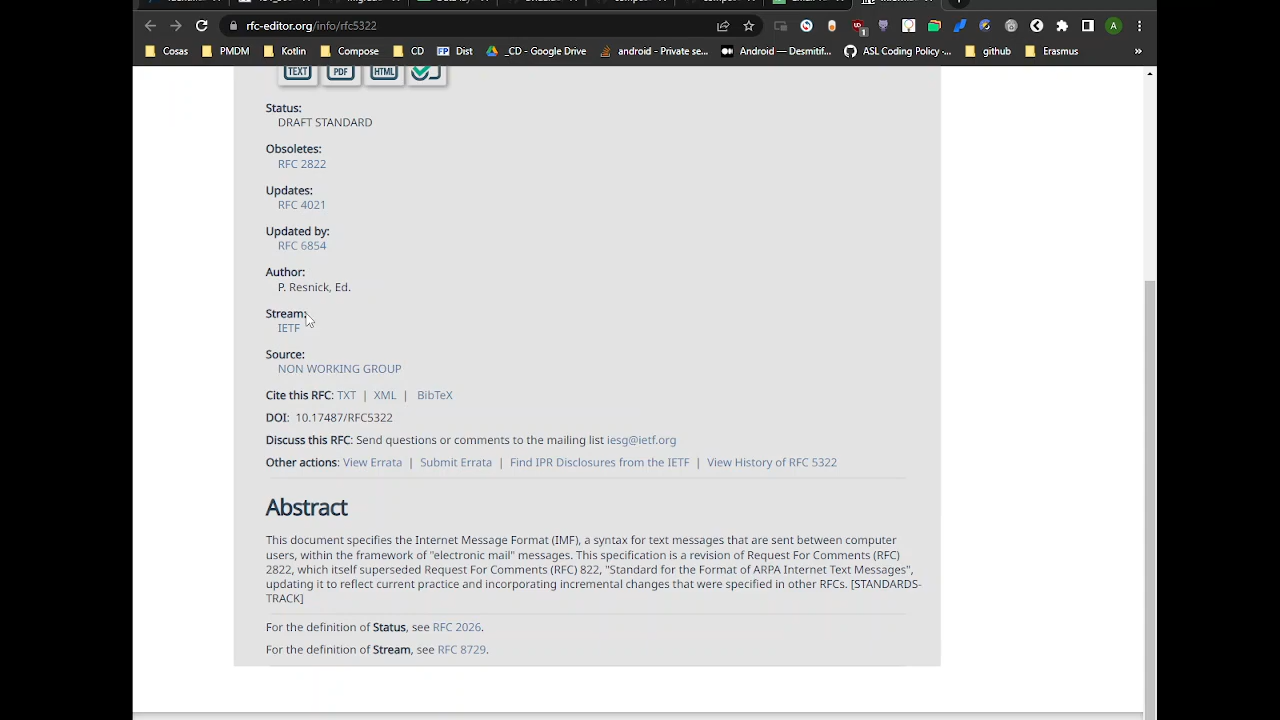 rfc-editor.org/info/rfc5322
Cosas PMDM Kotlin Compose CD Dist _CD - Google Drive android - Private se... Android — Desmitif... ASL Coding Policy -... github Erasmus »
TEXT PDF HTML
Status:
DRAFT STANDARD
Obsoletes:
RFC 2822
Updates:
RFC 4021
Updated by:
RFC 6854
Author:
P. Resnick, Ed.
Stream:
IETF
Source:
NON WORKING GROUP
Cite this RFC: TXT | XML | BibTeX
DOI: 10.17487/RFC5322
Discuss this RFC: Send questions or comments to the mailing list iesg@ietf.org
Other actions: View Errata | Submit Errata | Find IPR Disclosures from the IETF | View History of RFC 5322
Abstract
This document specifies the Internet Message Format (IMF), a syntax for text messages that are sent between computer
users, within the framework of "electronic mail" messages. This specification is a revision of Request For Comments (RFC)
2822, which itself superseded Request For Comments (RFC) 822, "Standard for the Format of ARPA Internet Text Messages",
updating it to reflect current practice and incorporating incremental changes that were specified in other RFCs. [STANDARDS-
TRACK]
For the definition of Status, see RFC 2026.
For the definition of Stream, see RFC 8729.